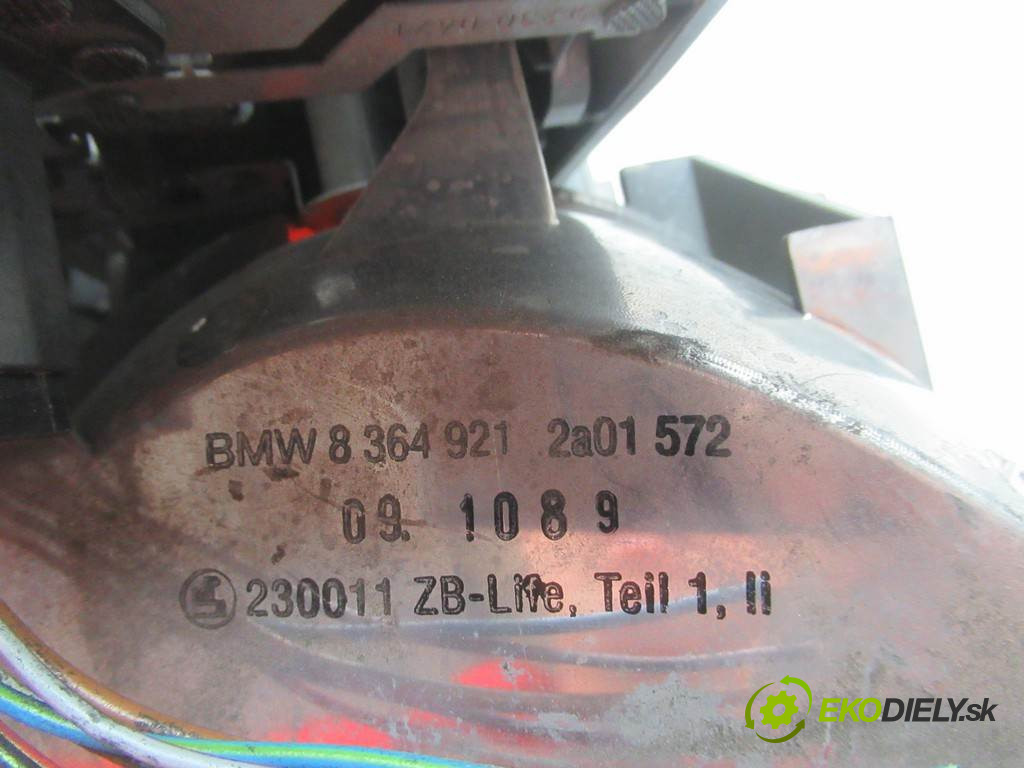 BMW 8 364 921 2a01 572
09. 1089
230011 ZB-Life, Teil 1, li
EKODIELY.sk